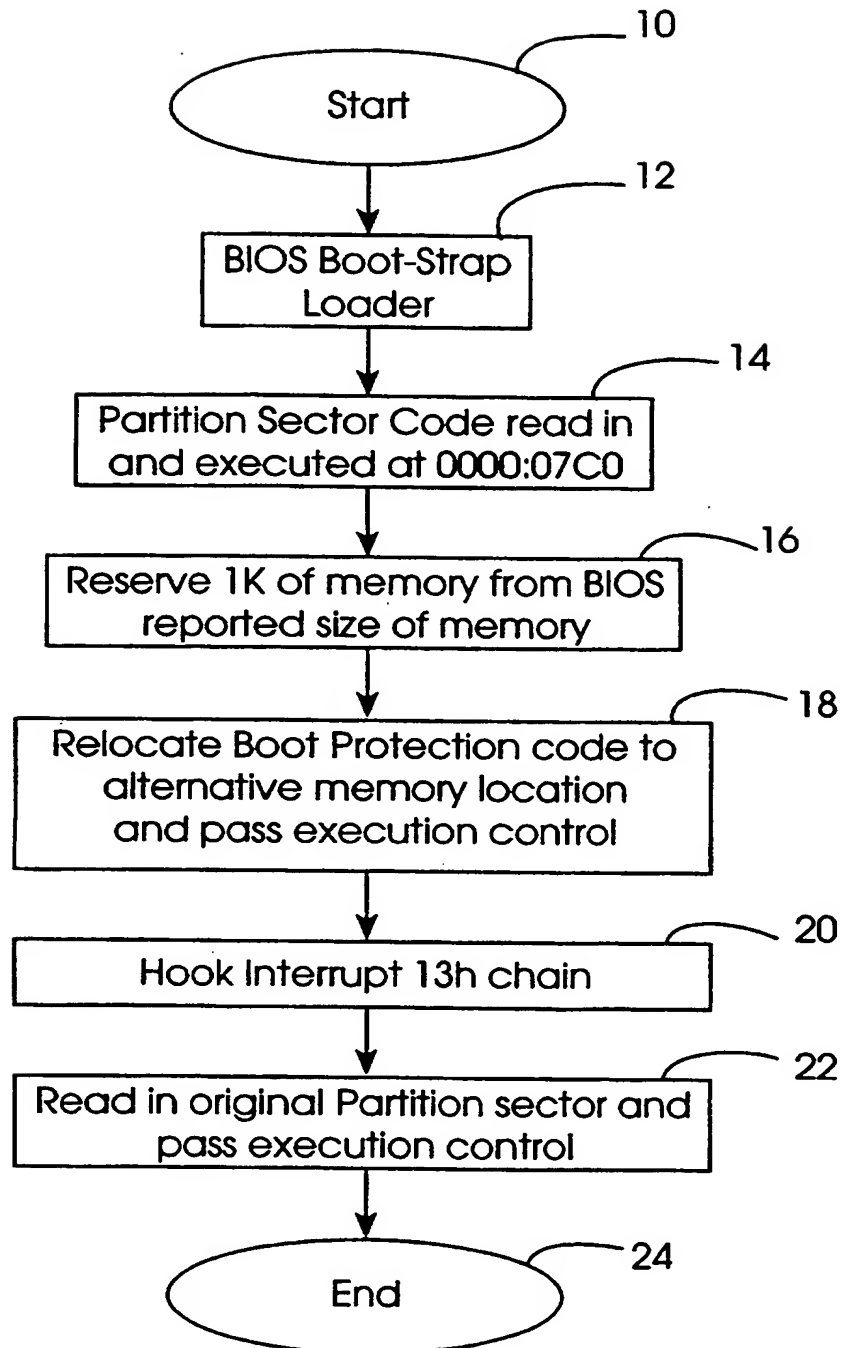 10
Start
12
BIOS Boot-Strap
Loader
14
Partition Sector Code read in
and executed at 0000:07C0
16
Reserve 1K of memory from BIOS
reported size of memory
18
Relocate Boot Protection code to
alternative memory location
and pass execution control
20
Hook Interrupt 13h chain
22
Read in original Partition sector and
pass execution control
24
End